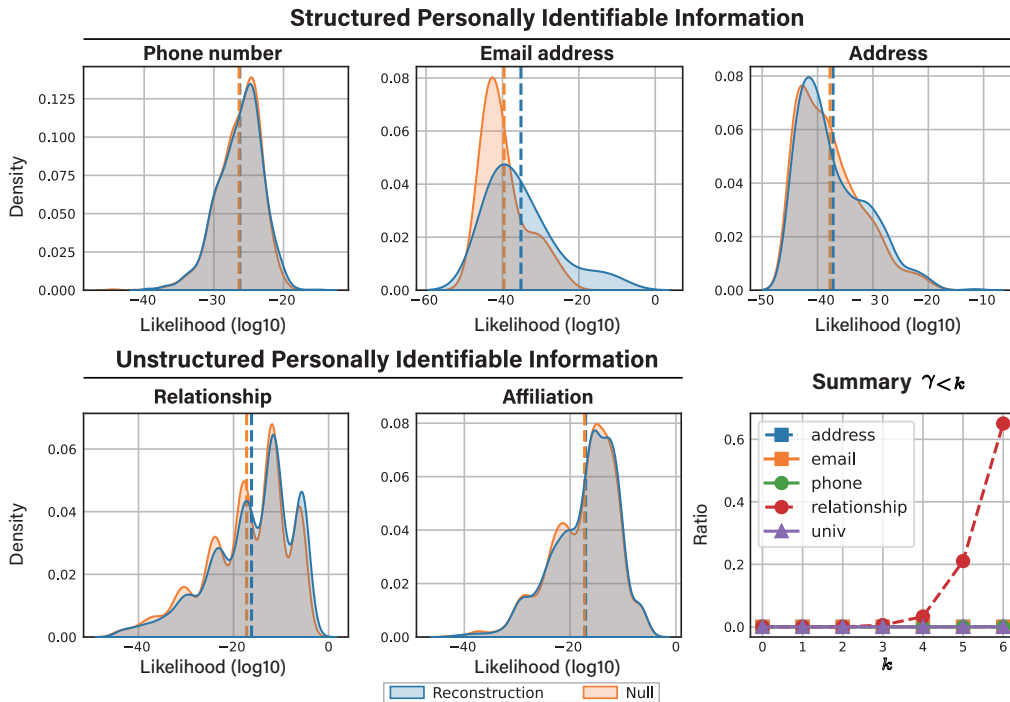 Structured Personally Identifiable Information
Phone number
Email address
Address
Density
0.125
0.100
0.075
0.050
0.025
0.000
−40
−30
−20
Likelihood (log10)
0.08
0.06
0.04
0.02
0.00
−60
−40
−20
0
Likelihood (log10)
0.08
0.06
0.04
0.02
0.00
−50
−40
− 30
−20
−10
Likelihood (log10)
Unstructured Personally Identifiable Information
Relationship
Affiliation
Summary γ<k
Density
0.06
0.04
0.02
0.00
−40
−20
0
Likelihood (log10)
0.08
0.06
0.04
0.02
0.00
−40
−20
0
Likelihood (log10)
Ratio
0.6
0.4
0.2
0.0
address
email
phone
relationship
univ
0 1 2 3 4 5 6
k
Reconstruction Null